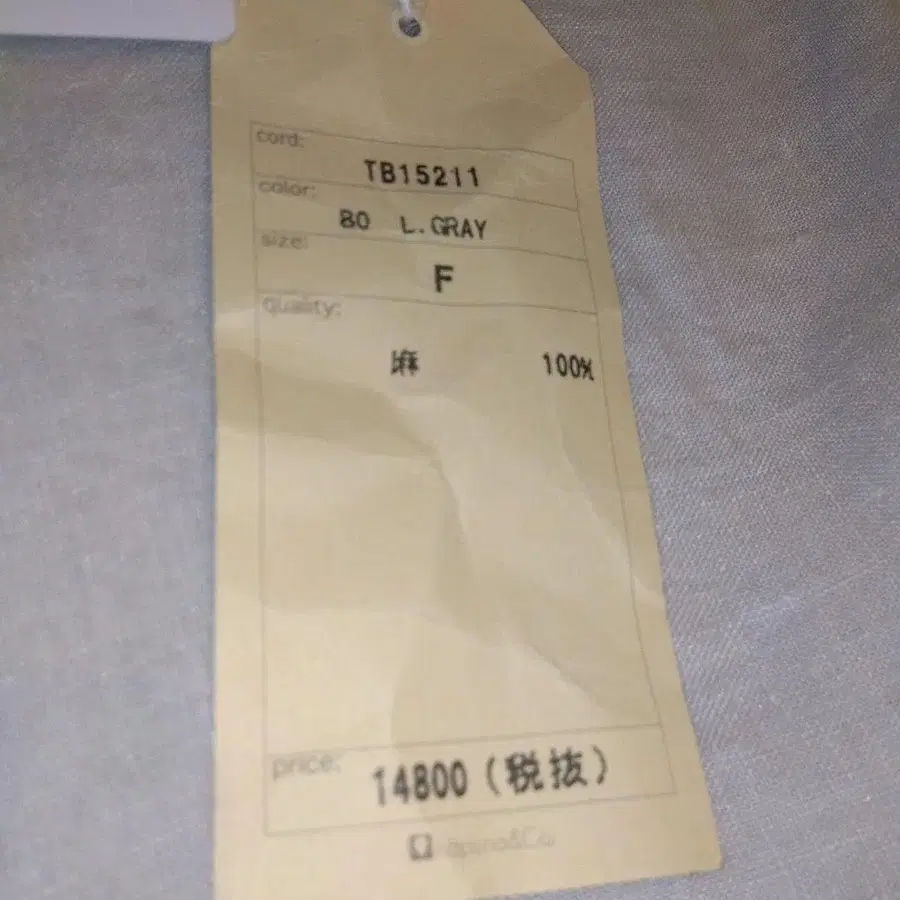 cord:
TB15211
color:
80 L.GRAY
size:
F
quality:
麻 100%
price:
14800(税抜)